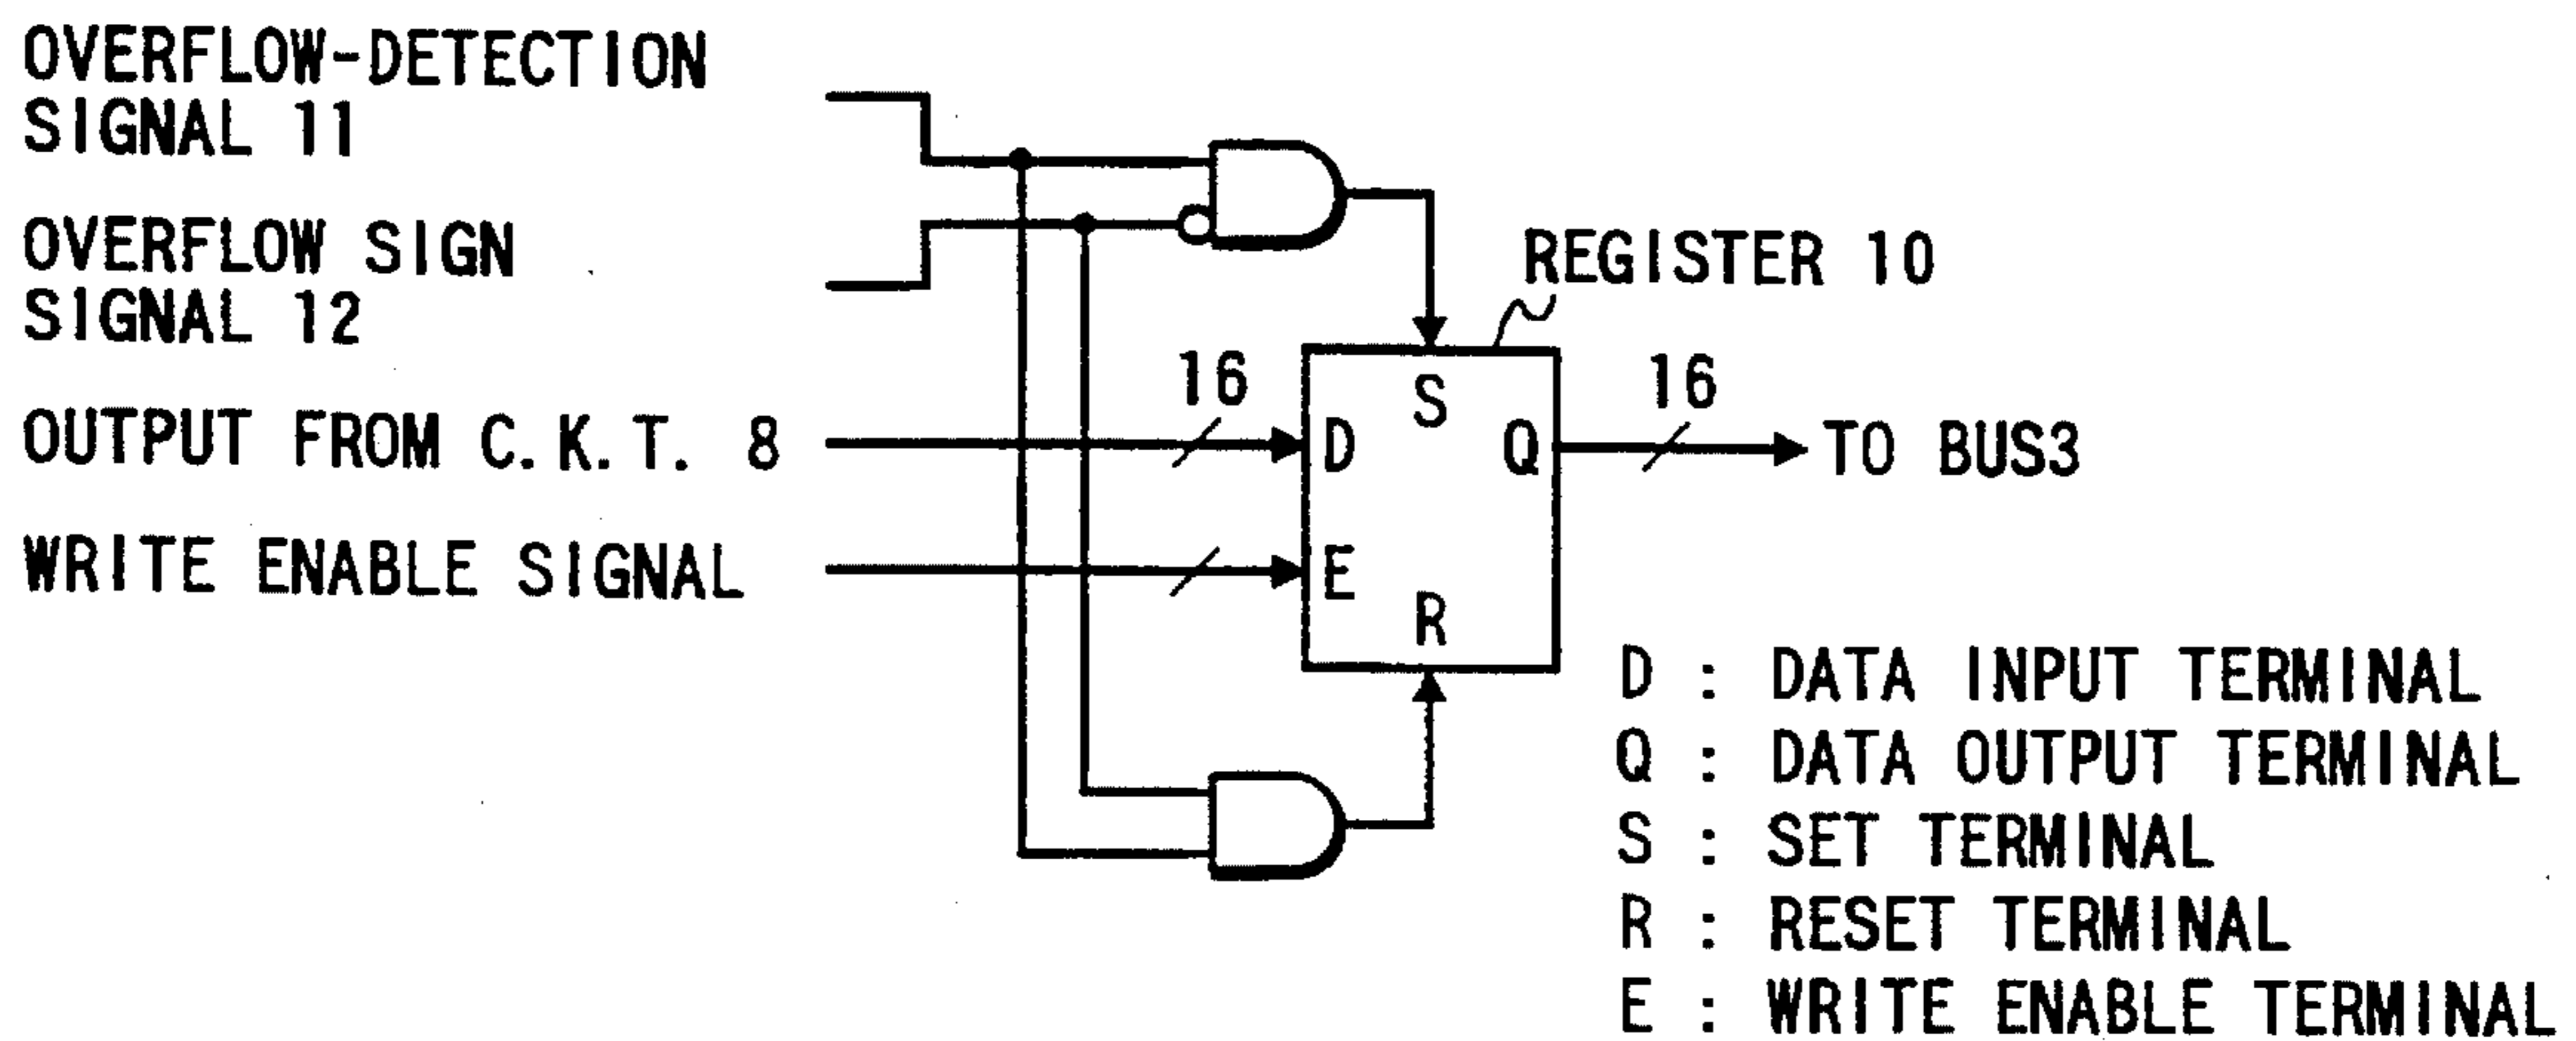 OVERFLOW-DETECTION
SIGNAL 11
OVERFLOW SIGN
SIGNAL 12
REGISTER 10
16
16
S
OUTPUT FROM C.K.T. 8
D
Q
TO BUS3
WRITE ENABLE SIGNAL
E
R
D : DATA INPUT TERMINAL
Q : DATA OUTPUT TERMINAL
S : SET TERMINAL
R : RESET TERMINAL
E : WRITE ENABLE TERMINAL